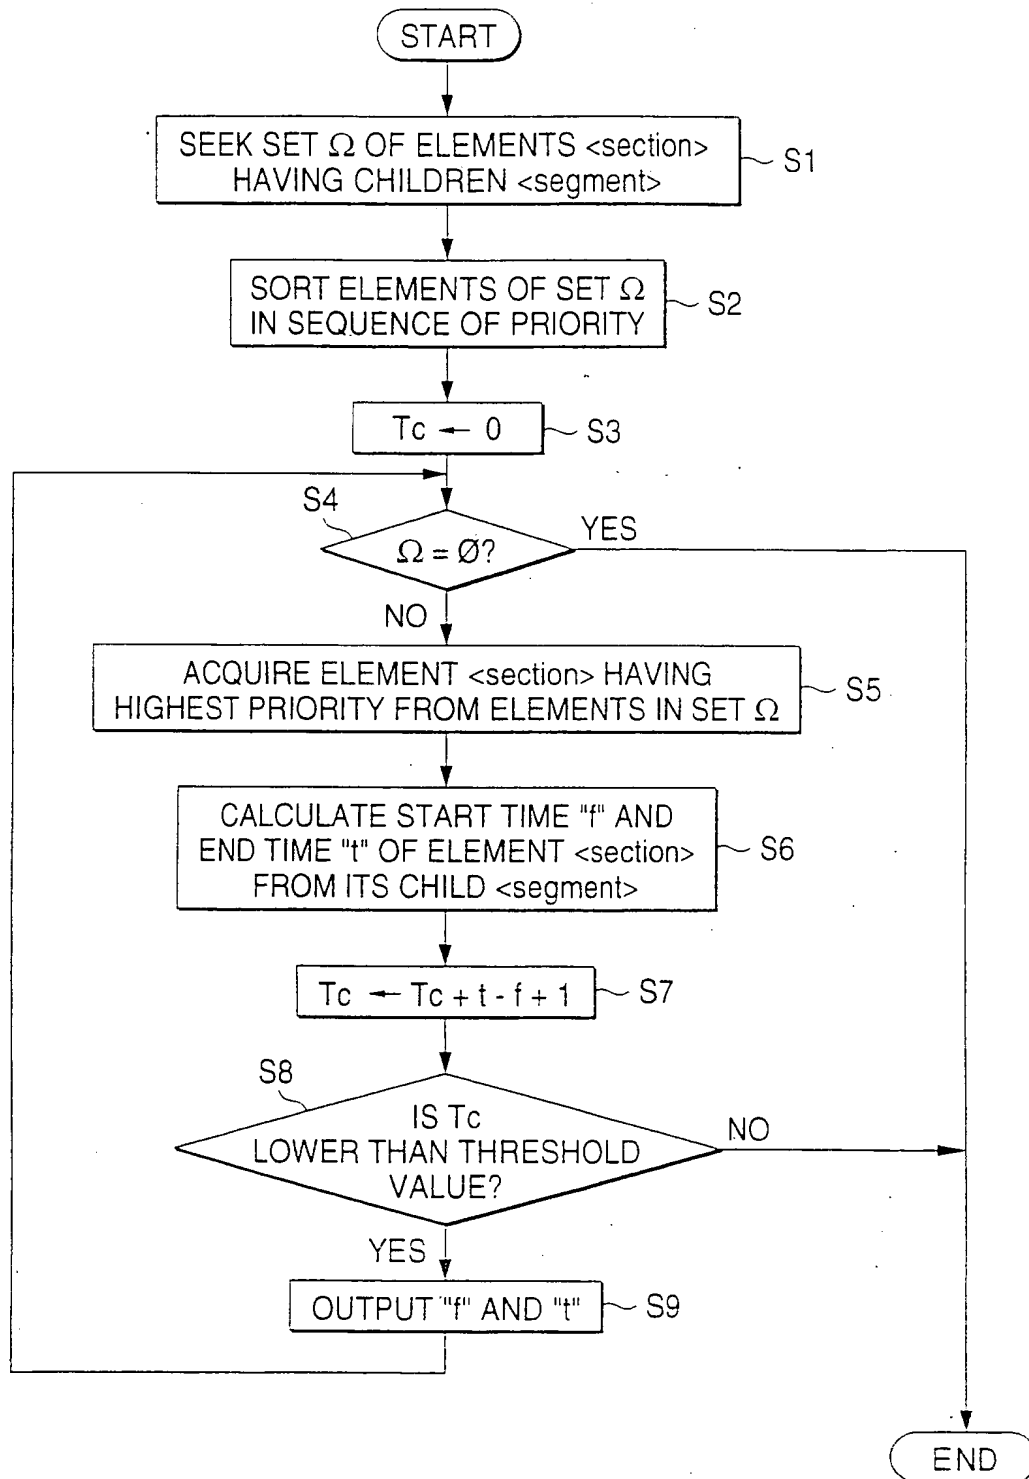 START
SEEK SET Ω OF ELEMENTS <section>
HAVING CHILDREN <segment>
S1
SORT ELEMENTS OF SET Ω
IN SEQUENCE OF PRIORITY
S2
Tc ← 0
S3
S4
Ω = Ø?
YES
NO
ACQUIRE ELEMENT <section> HAVING
HIGHEST PRIORITY FROM ELEMENTS IN SET Ω
S5
CALCULATE START TIME "f" AND
END TIME "t" OF ELEMENT <section>
FROM ITS CHILD <segment>
S6
Tc ← Tc + t - f + 1
S7
S8
IS Tc
LOWER THAN THRESHOLD
VALUE?
NO
YES
OUTPUT "f" AND "t"
S9
END